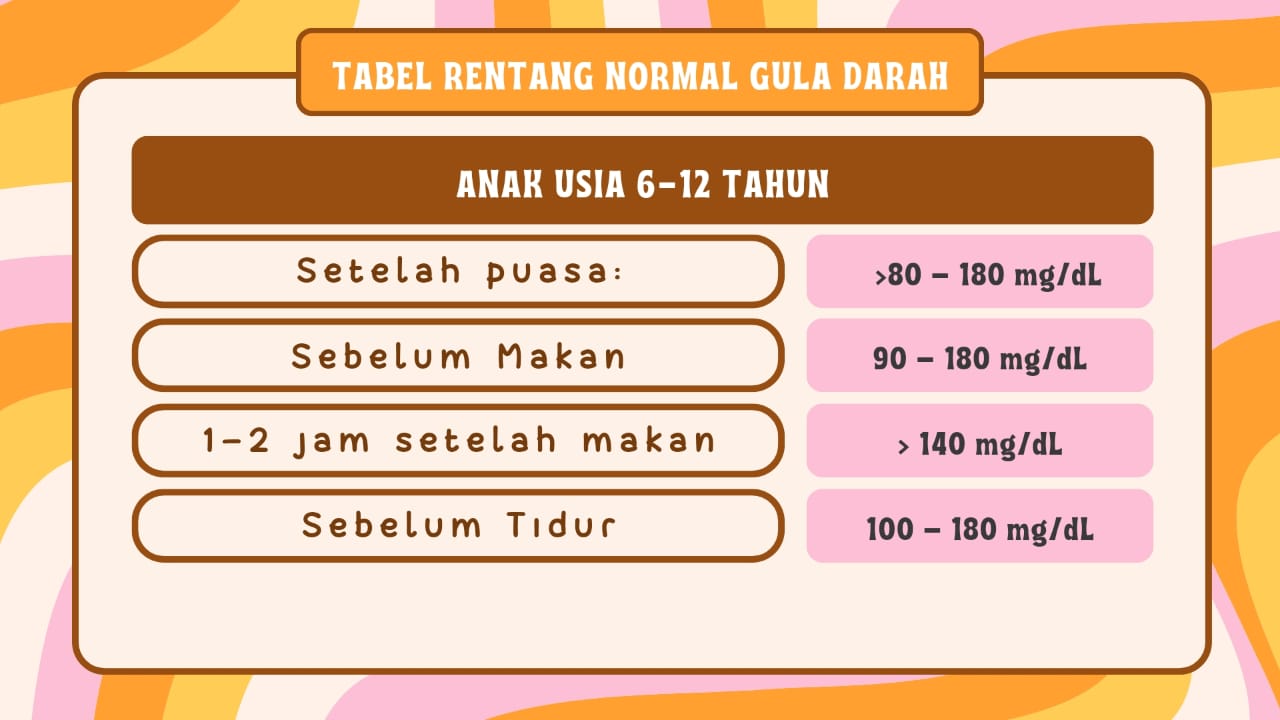 TABEL RENTANG NORMAL GULA DARAH
ANAK USIA 6-12 TAHUN
Setelah puasa: >80 - 180 mg/dL
Sebelum Makan 90 - 180 mg/dL
1-2 jam setelah makan > 140 mg/dL
Sebelum Tidur 100 - 180 mg/dL